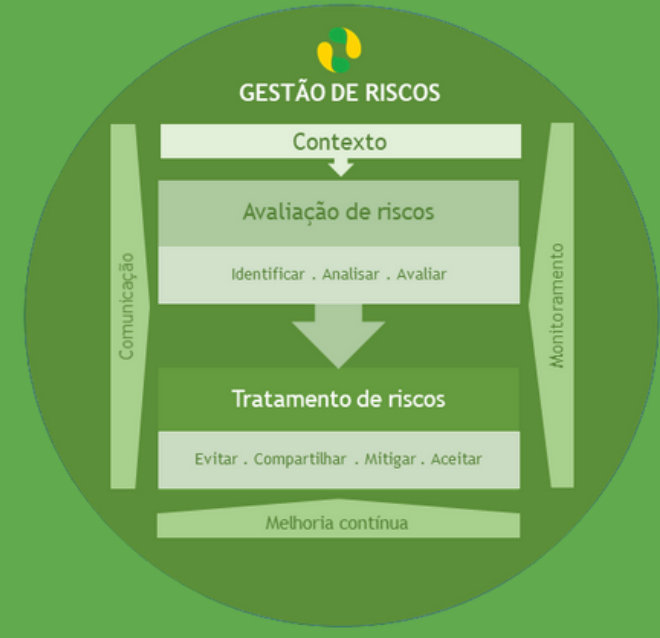 GESTÃO DE RISCOS
Contexto
Avaliação de riscos
Identificar . Analisar . Avaliar
Comunicação
Monitoramento
Tratamento de riscos
Evitar . Compartilhar . Mitigar . Aceitar
Melhoria contínua